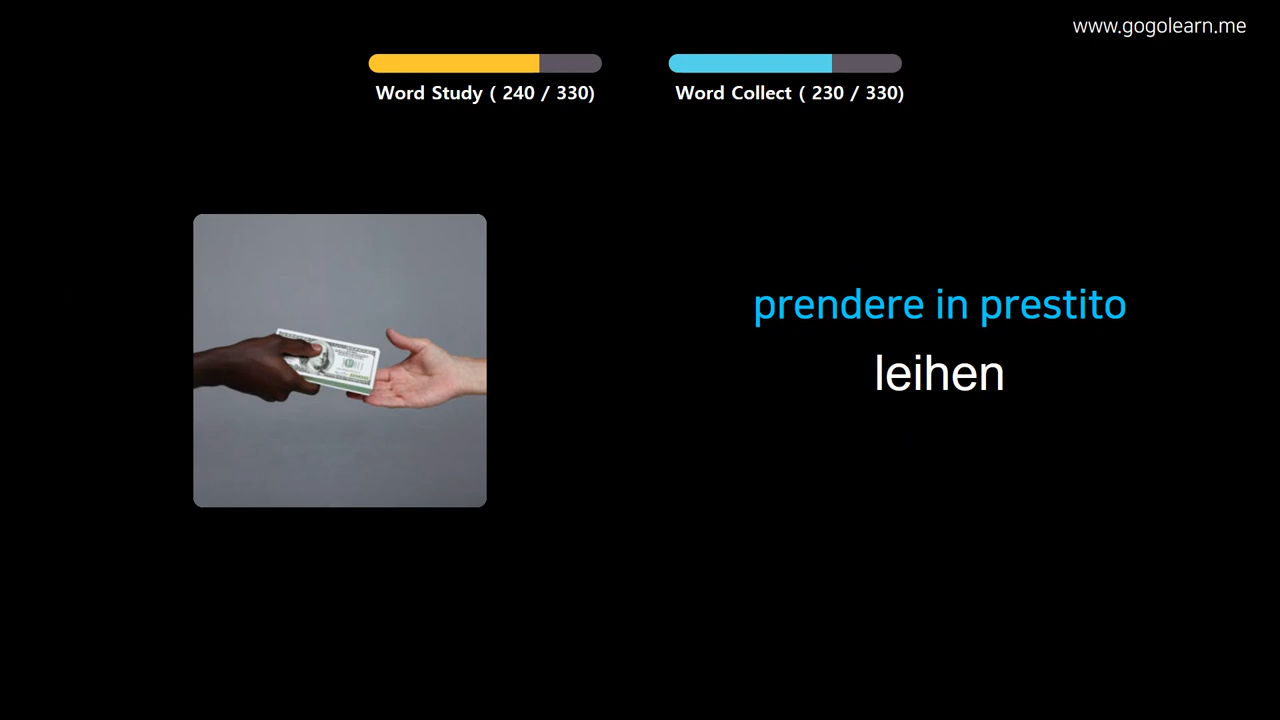 www.gogolearn.me
Word Study ( 240 / 330)
Word Collect ( 230 / 330)
prendere in prestito
leihen